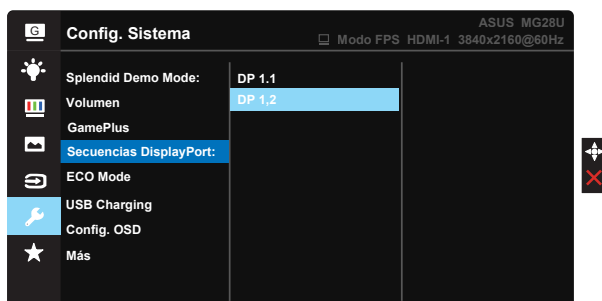 G
Config. Sistema
ASUS MG28U
Modo FPS HDMI-1 3840x2160@60Hz
Splendid Demo Mode:
DP 1.1
Volumen
DP 1,2
GamePlus
Secuencias DisplayPort:
ECO Mode
USB Charging
Config. OSD
Más